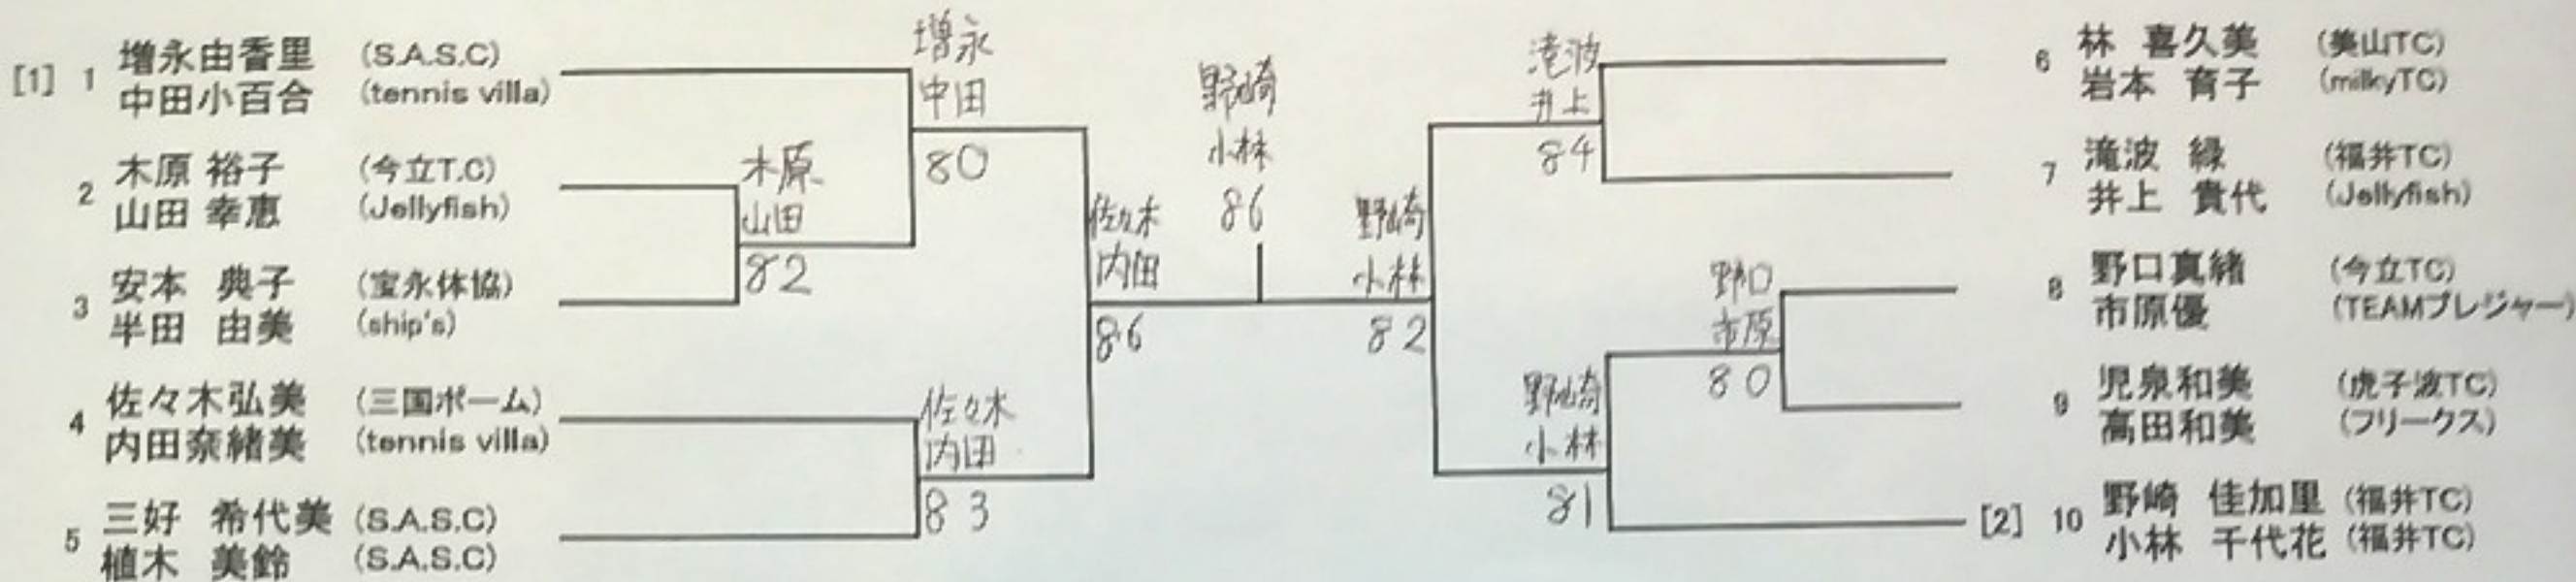 [1] 1 増永由香里 (S.A.S.C)
中田小百合 (tennis villa)
2 木原 裕子 (今立T.C)
山田 幸恵 (Jellyfish)
3 安本 典子 (宝永体協)
半田 由美 (ship's)
4 佐々木弘美 (三国ポーム)
内田奈緒美 (tennis villa)
5 三好 希代美 (S.A.S.C)
植木 美鈴 (S.A.S.C)
木原
山田
82
増永
中田
80
佐々木
内田
83
佐々木
内田
86
野崎
小林
86
野崎
小林
82
滝波
井上
84
野口
市原
80
野崎
小林
81
6 林 喜久美 (美山TC)
岩本 育子 (milkyTC)
7 滝波 緑 (福井TC)
井上 貴代 (Jellyfish)
8 野口真緒 (今立TC)
市原優 (TEAMプレジャー)
9 児泉和美 (虎子波TC)
高田和美 (フリークス)
[2] 10 野崎 佳加里 (福井TC)
小林 千代花 (福井TC)